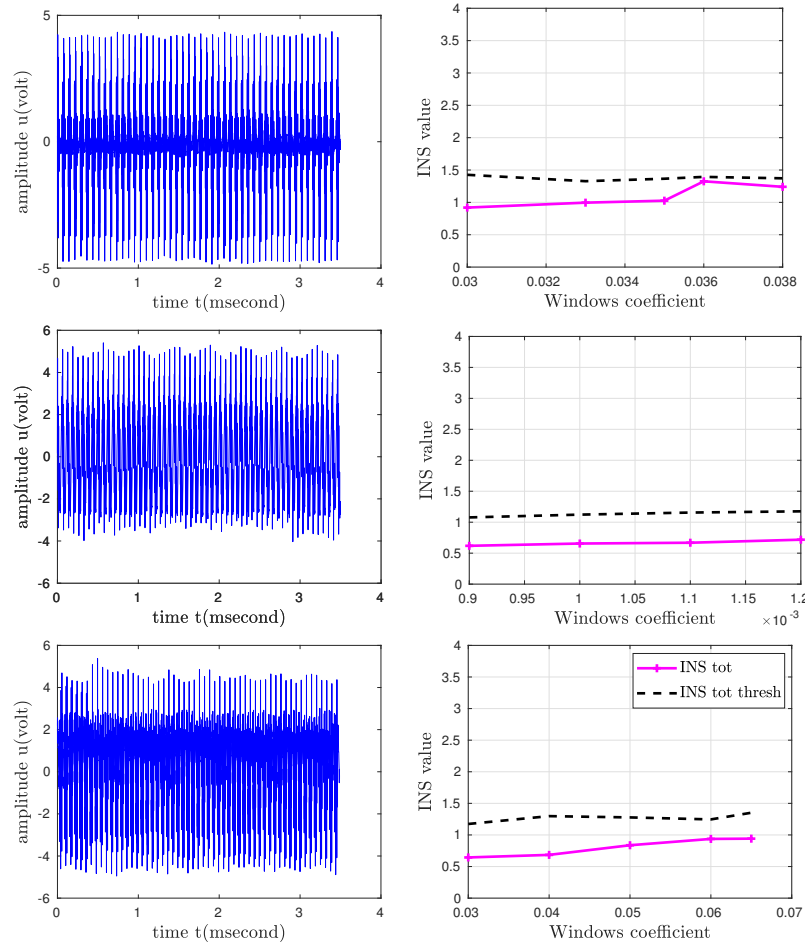 5
0
-5
0 1 2 3 4
amplitude u(volt)
time t(msecond)
4
3.5
3
2.5
2
1.5
1
0.5
0
0.03 0.032 0.034 0.036 0.038
INS value
Windows coefficient
6
4
2
0
-2
-4
-6
0 1 2 3 4
amplitude u(volt)
time t(msecond)
4
3.5
3
2.5
2
1.5
1
0.5
0
0.9 0.95 1 1.05 1.1 1.15 1.2
INS value
Windows coefficient
×10⁻³
6
4
2
0
-2
-4
-6
0 1 2 3 4
amplitude u(volt)
time t(msecond)
4
3.5
3
2.5
2
1.5
1
0.5
0
0.03 0.04 0.05 0.06 0.07
INS value
Windows coefficient
INS tot
INS tot thresh